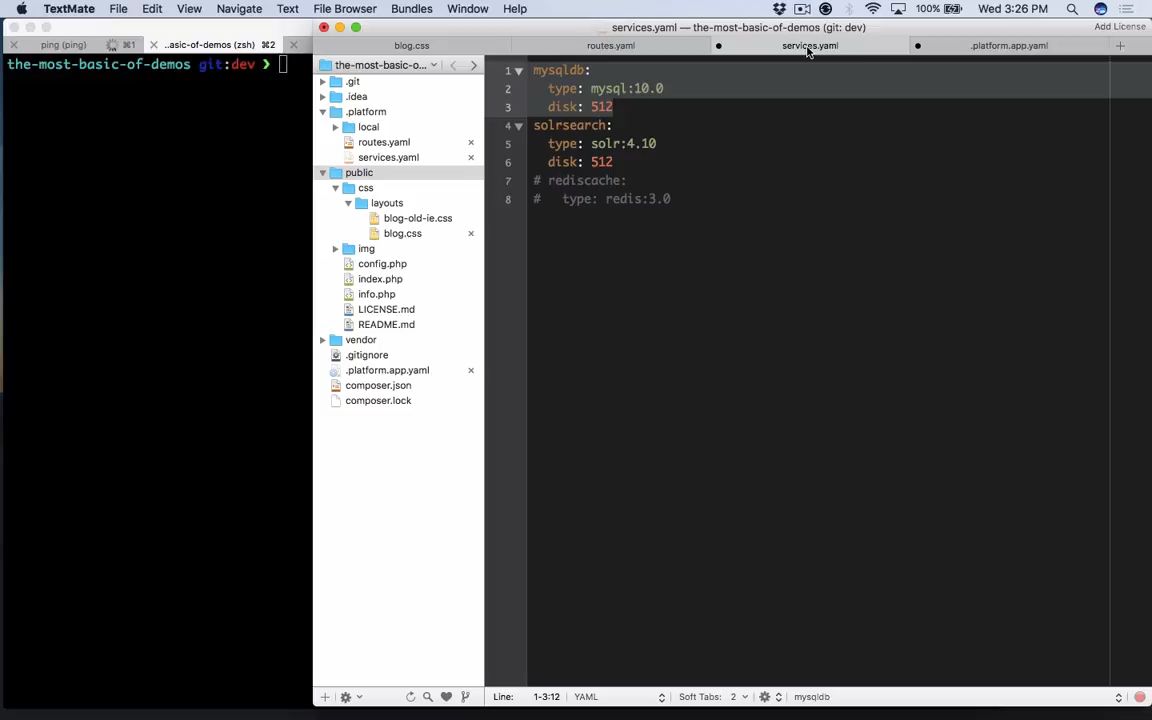 TextMate File Edit View Navigate Text File Browser Bundles Window Help 100% Wed 3:26 PM
services.yaml — the-most-basic-of-demos (git: dev) Add License
ping (ping) ⌘1 ..asic-of-demos (zsh) ⌘2 blog.css routes.yaml services.yaml .platform.app.yaml
the-most-basic-of-demos git:dev ❯
the-most-basic-o...
.git
.idea
.platform
local
routes.yaml
services.yaml
public
css
layouts
blog-old-ie.css
blog.css
img
config.php
index.php
info.php
LICENSE.md
README.md
vendor
.gitignore
.platform.app.yaml
composer.json
composer.lock
1 mysqldb:
2 type: mysql:10.0
3 disk: 512
4 solrsearch:
5 type: solr:4.10
6 disk: 512
7 # rediscache:
8 # type: redis:3.0
Line: 1-3:12 YAML Soft Tabs: 2 mysqldb